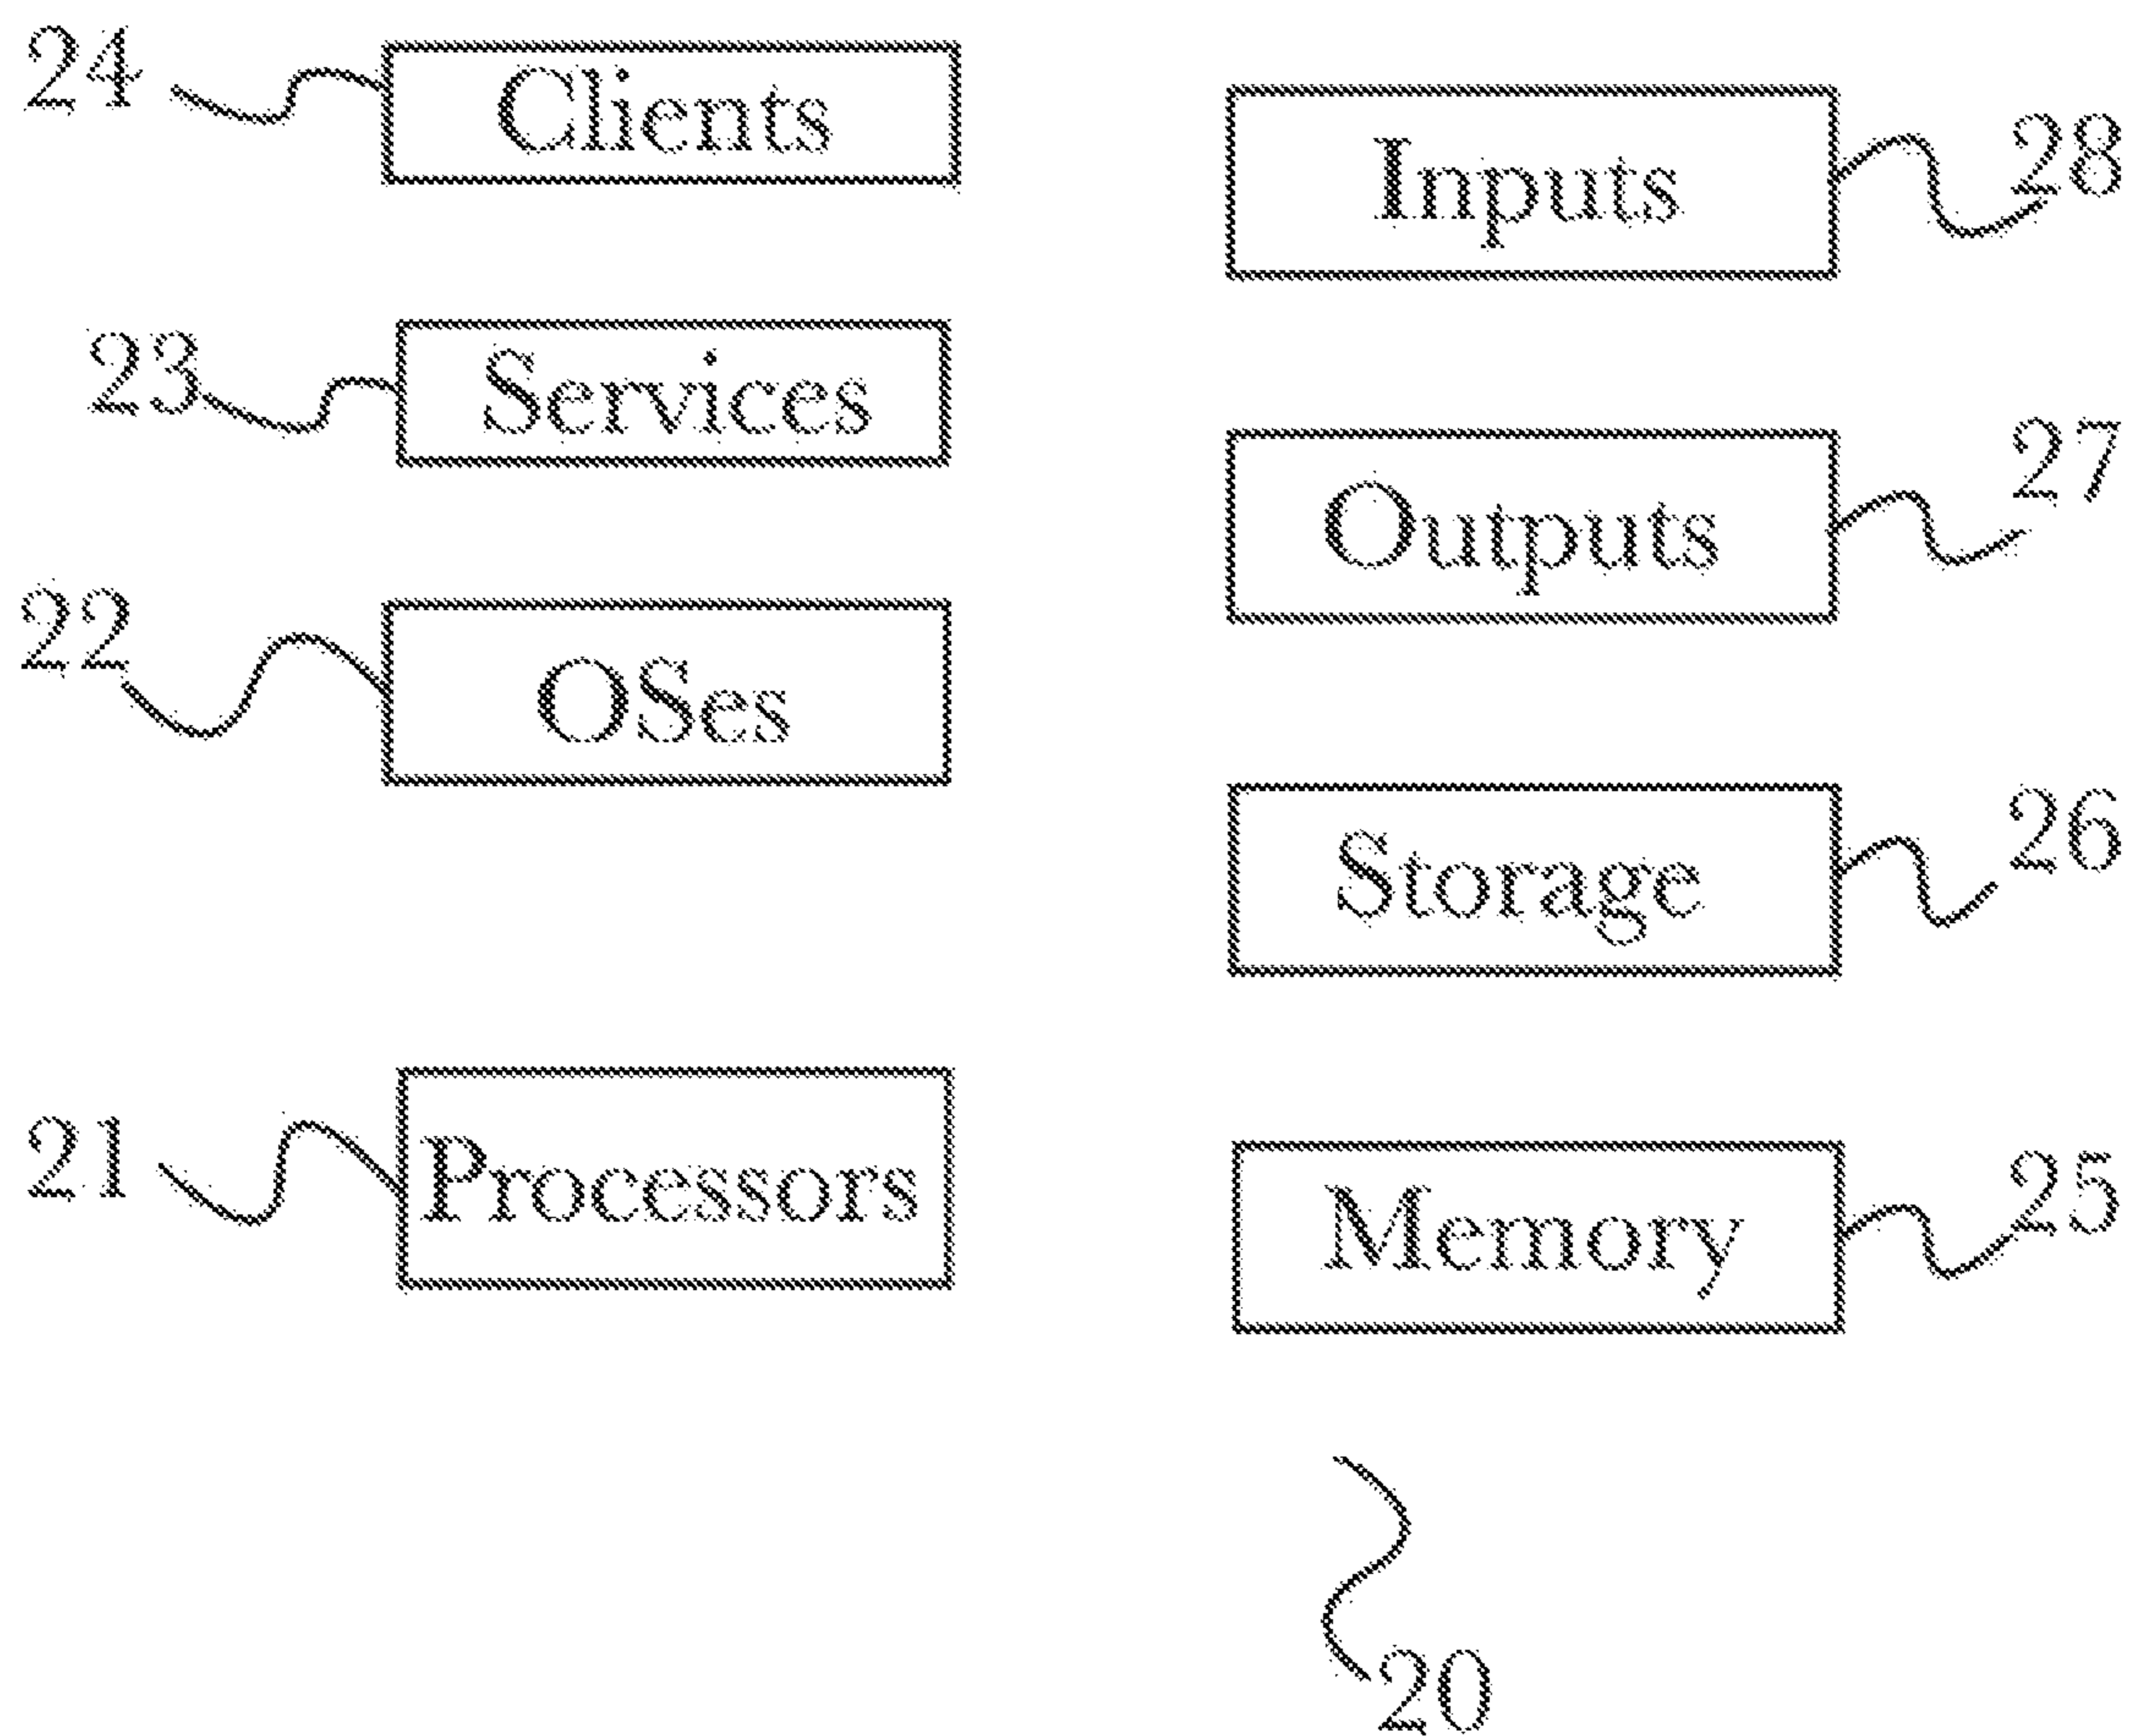 24 Clients
Inputs 28
23 Services
Outputs 27
22 OSes
Storage 26
21 Processors
Memory 25
20